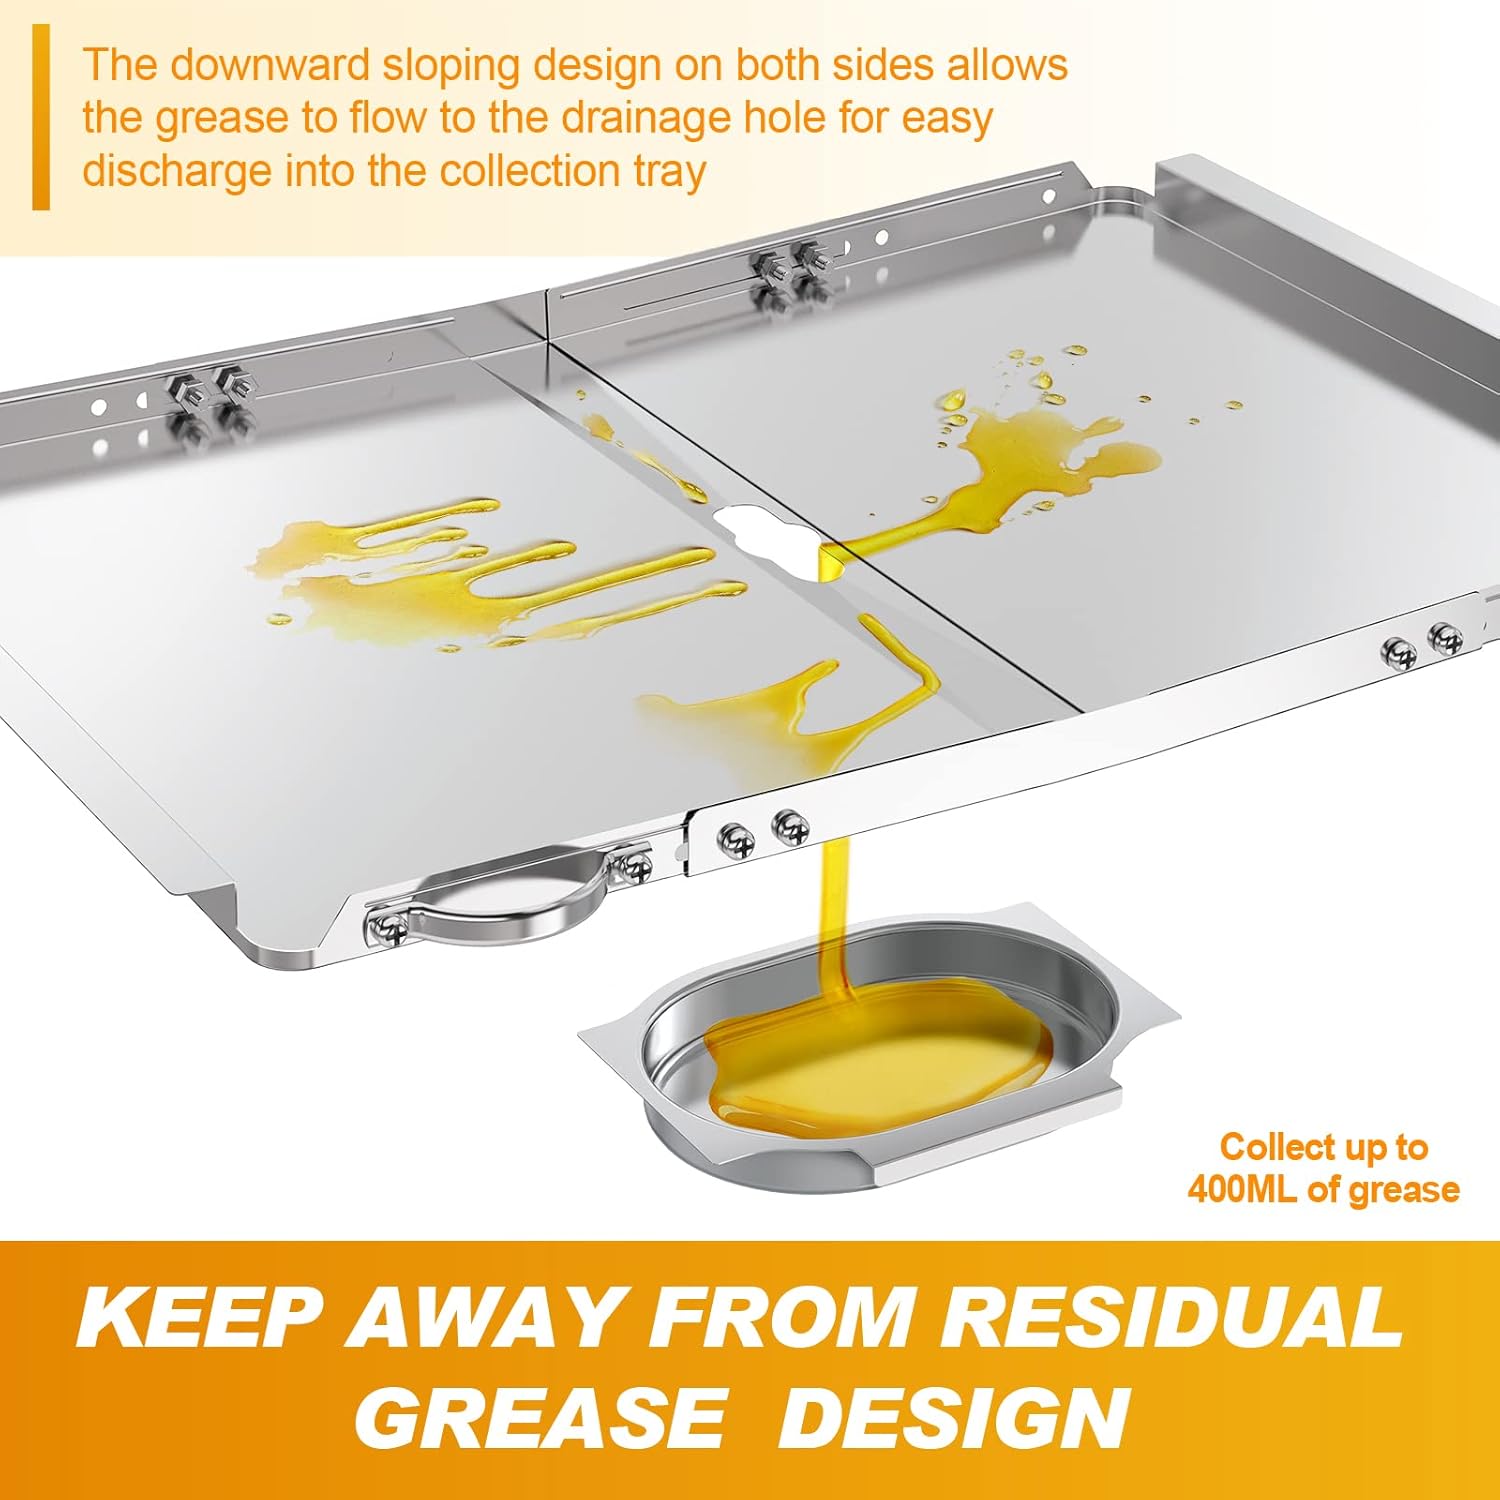 The downward sloping design on both sides allows
the grease to flow to the drainage hole for easy
discharge into the collection tray
Collect up to
400ML of grease
KEEP AWAY FROM RESIDUAL
GREASE DESIGN